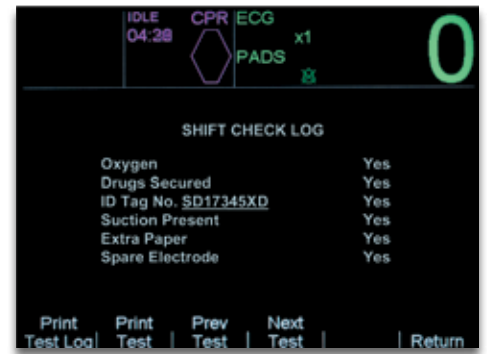 IDLE CPR ECG
04:28 x1
PADS
0
SHIFT CHECK LOG
Oxygen Yes
Drugs Secured Yes
ID Tag No. SD17345XD Yes
Suction Present Yes
Extra Paper Yes
Spare Electrode Yes
Print Print Prev Next
Test Log Test Test Test Return